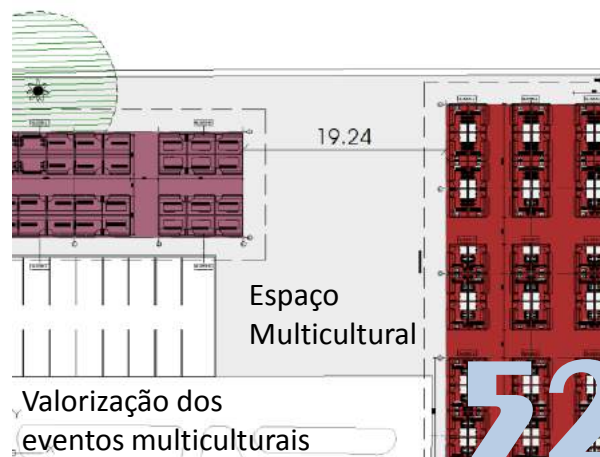 19.24
Espaço
Multicultural
52
Valorização dos
eventos multiculturais